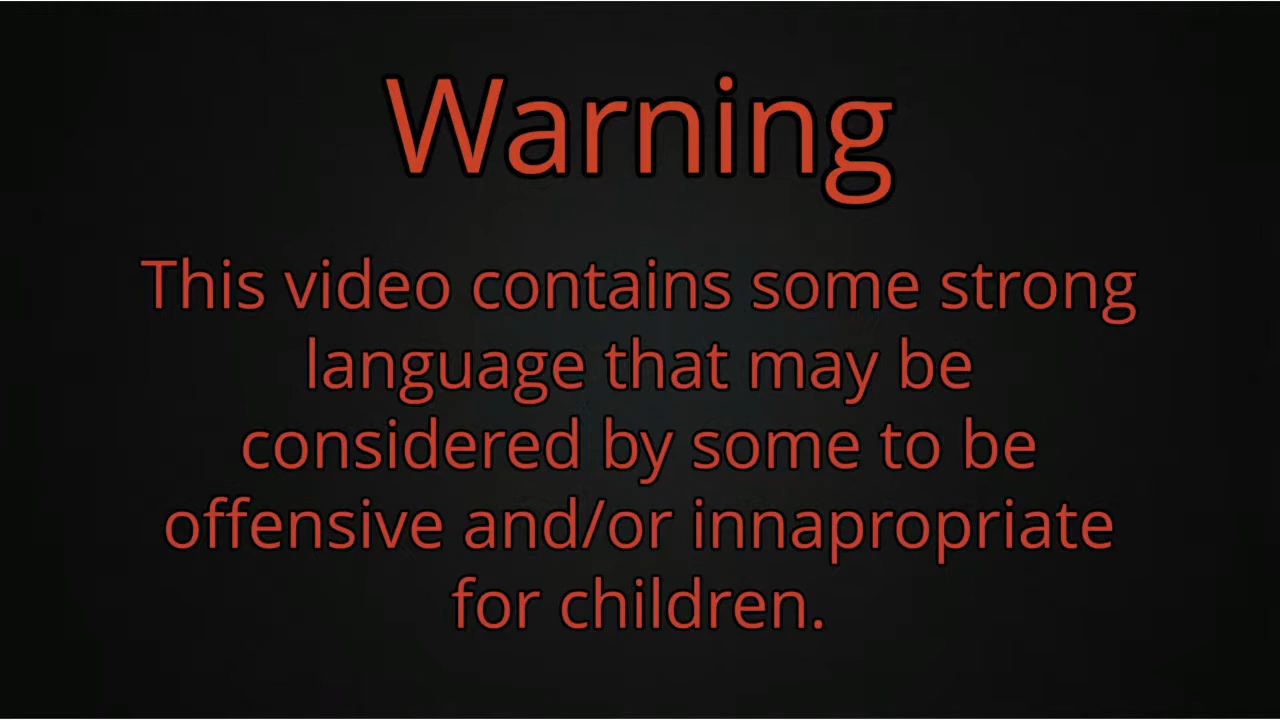 Warning
This video contains some strong
language that may be
considered by some to be
offensive and/or innapropriate
for children.